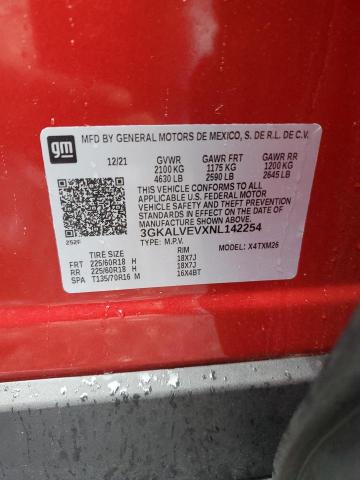 gm
MFD BY GENERAL MOTORS DE MEXICO, S. DE R.L. DE C.V.
12/21 GVWR GAWR FRT GAWR RR
2100 KG 1175 KG 1200 KG
4630 LB 2590 LB 2645 LB
THIS VEHICLE CONFORMS TO ALL
APPLICABLE U.S. FEDERAL MOTOR
VEHICLE SAFETY AND THEFT
PREVENTION STANDARDS IN EFFECT
ON THE DATE OF MANUFACTURE
SHOWN ABOVE.
252F
3GKALVEVXNL142254
TYPE: M.P.V. MODEL: X4TXM26
TIRE SIZE RIM
FRT 225/60R18 H 18X7J
RR 225/60R18 H 18X7J
SPA T135/70R16 M 16X4BT